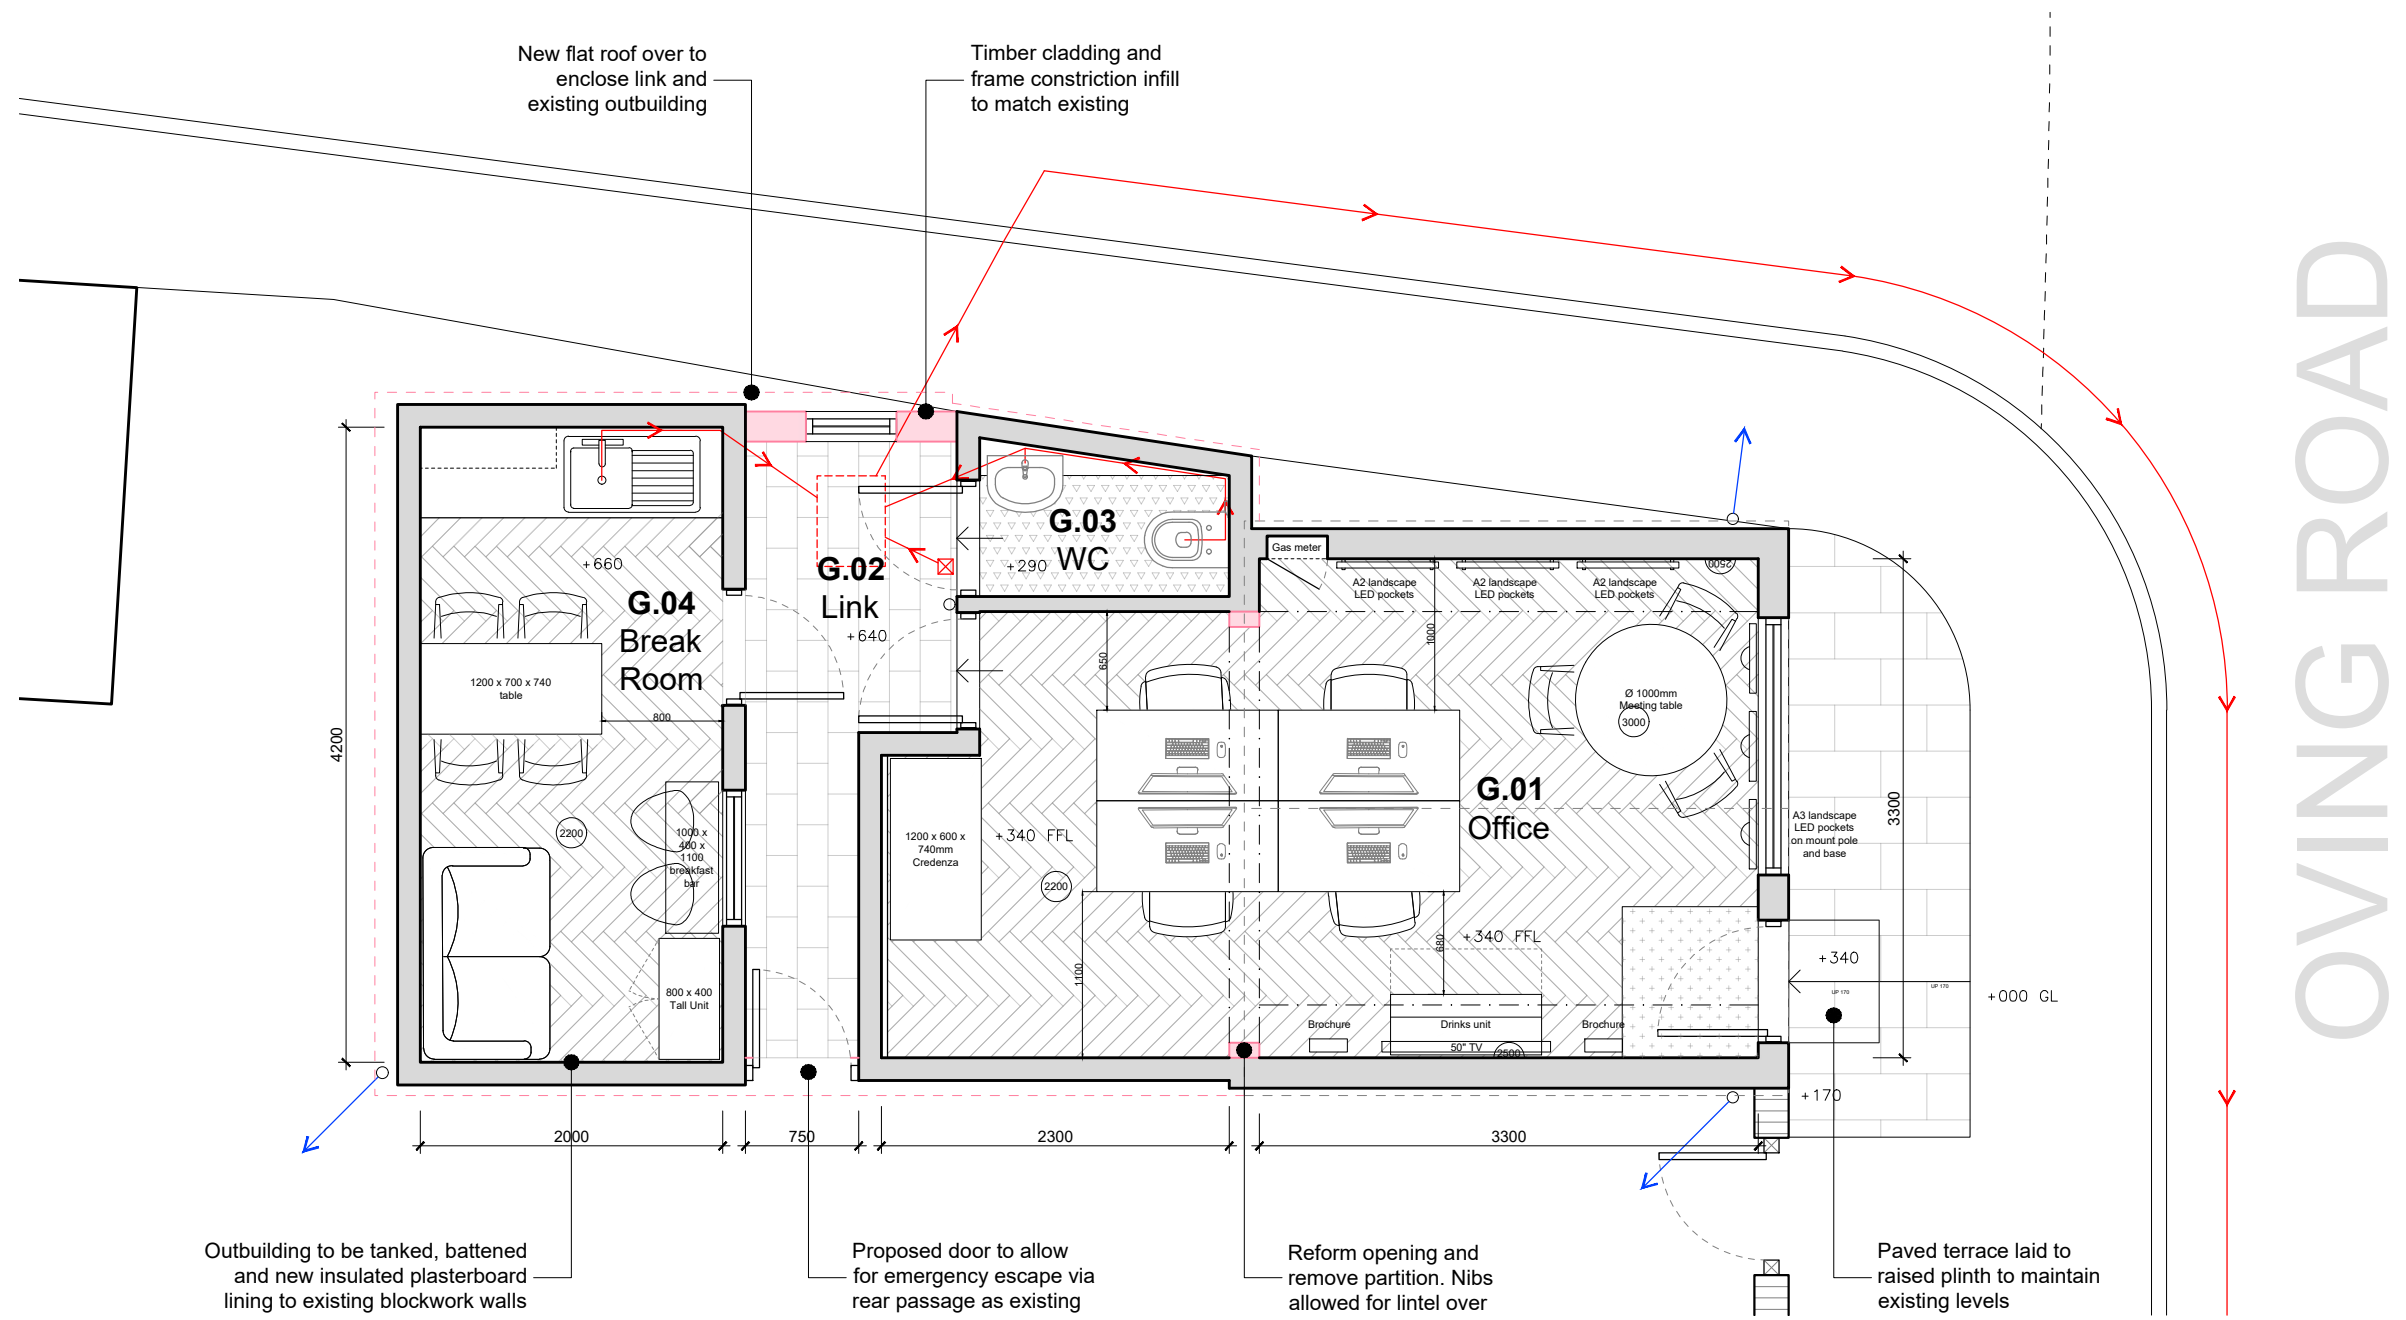 New flat roof over to
enclose link and
existing outbuilding
Timber cladding and
frame constriction infill
to match existing
OVING ROAD
G.03
WC
+290
G.02
Link
+640
+660
G.04
Break
Room
1200 x 700 x 740
table
800
4200
2200
1000 x
400 x
1100
breakfast
bar
800 x 400
Tall Unit
Gas meter
A2 landscape
LED pockets
A2 landscape
LED pockets
A2 landscape
LED pockets
2500
650
1000
Ø 1000mm
Meeting table
3000
G.01
Office
1200 x 600 x
740mm
Credenza
+340 FFL
2200
1100
680
+340 FFL
A3 landscape
LED pockets
on mount pole
and base
3300
+340
UP 170
UP 170
+000 GL
Brochure
Drinks unit
Brochure
50" TV
2500
+170
2000
750
2300
3300
Outbuilding to be tanked, battened
and new insulated plasterboard
lining to existing blockwork walls
Proposed door to allow
for emergency escape via
rear passage as existing
Reform opening and
remove partition. Nibs
allowed for lintel over
Paved terrace laid to
raised plinth to maintain
existing levels